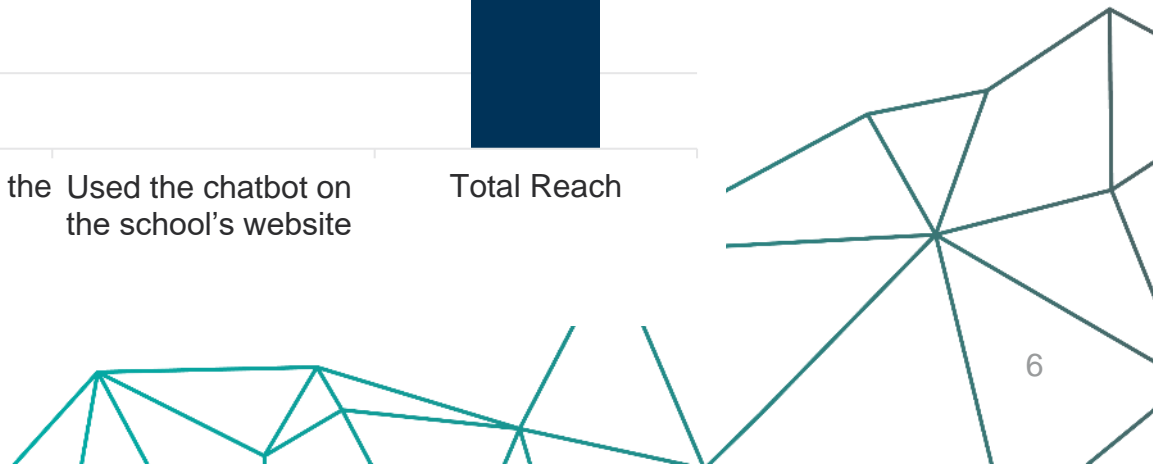 the Used the chatbot on
the school’s website
Total Reach
6